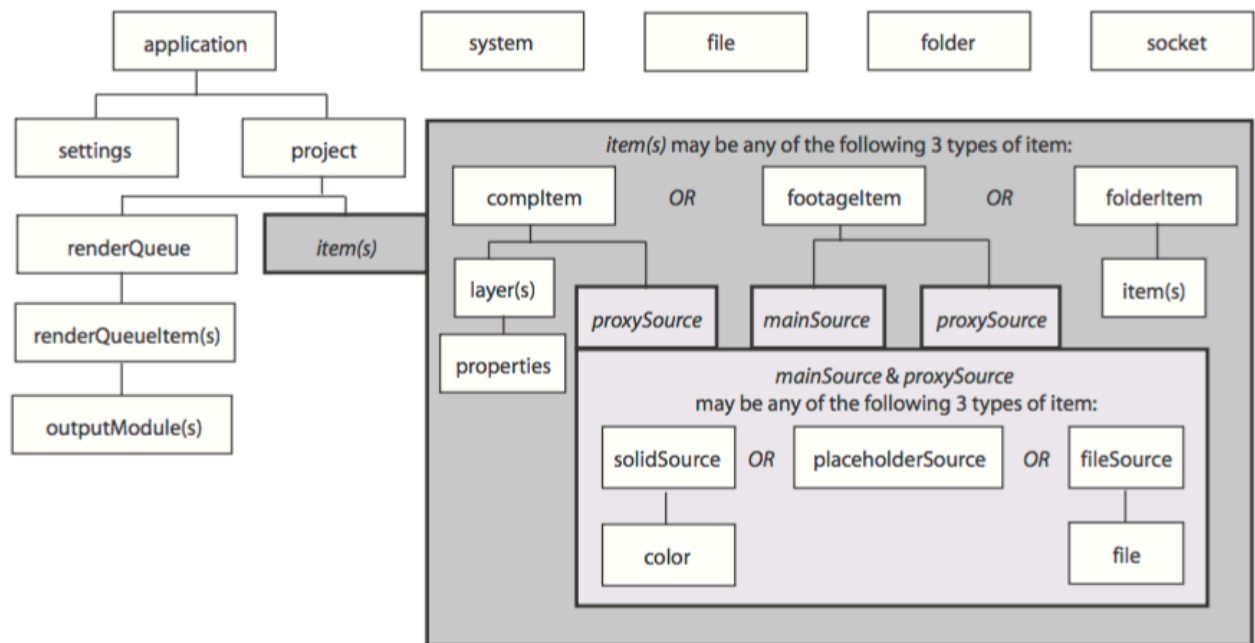 application
system
file
folder
socket
settings
project
item(s) may be any of the following 3 types of item:
compItem
OR
footageItem
OR
folderItem
renderQueue
item(s)
layer(s)
proxySource
mainSource
proxySource
item(s)
renderQueueItem(s)
properties
mainSource & proxySource
may be any of the following 3 types of item:
outputModule(s)
solidSource
OR
placeholderSource
OR
fileSource
color
file